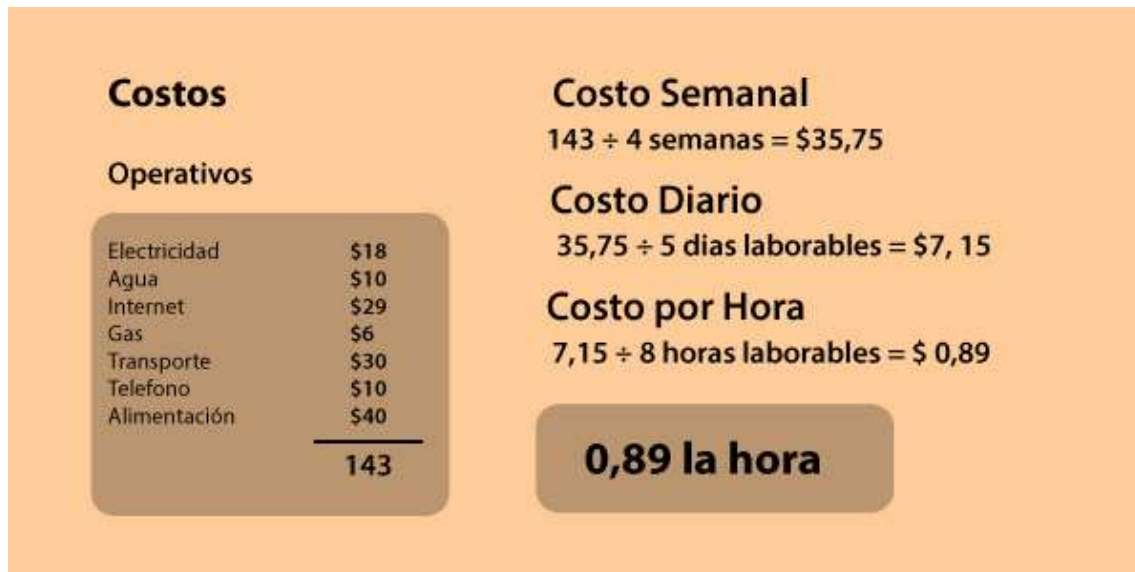 Costos
Operativos
Electricidad $18
Agua $10
Internet $29
Gas $6
Transporte $30
Telefono $10
Alimentación $40
143
Costo Semanal
143 ÷ 4 semanas = $35,75
Costo Diario
35,75 ÷ 5 dias laborables = $7, 15
Costo por Hora
7,15 ÷ 8 horas laborables = $ 0,89
0,89 la hora